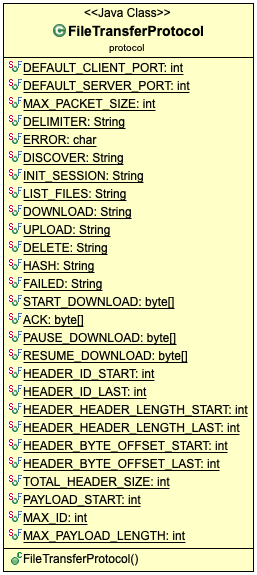 <<Java Class>>
FileTransferProtocol
protocol
DEFAULT_CLIENT_PORT: int
DEFAULT_SERVER_PORT: int
MAX_PACKET_SIZE: int
DELIMITER: String
ERROR: char
DISCOVER: String
INIT_SESSION: String
LIST_FILES: String
DOWNLOAD: String
UPLOAD: String
DELETE: String
HASH: String
FAILED: String
START_DOWNLOAD: byte[]
ACK: byte[]
PAUSE_DOWNLOAD: byte[]
RESUME_DOWNLOAD: byte[]
HEADER_ID_START: int
HEADER_ID_LAST: int
HEADER_HEADER_LENGTH_START: int
HEADER_HEADER_LENGTH_LAST: int
HEADER_BYTE_OFFSET_START: int
HEADER_BYTE_OFFSET_LAST: int
TOTAL_HEADER_SIZE: int
PAYLOAD_START: int
MAX_ID: int
MAX_PAYLOAD_LENGTH: int
FileTransferProtocol()